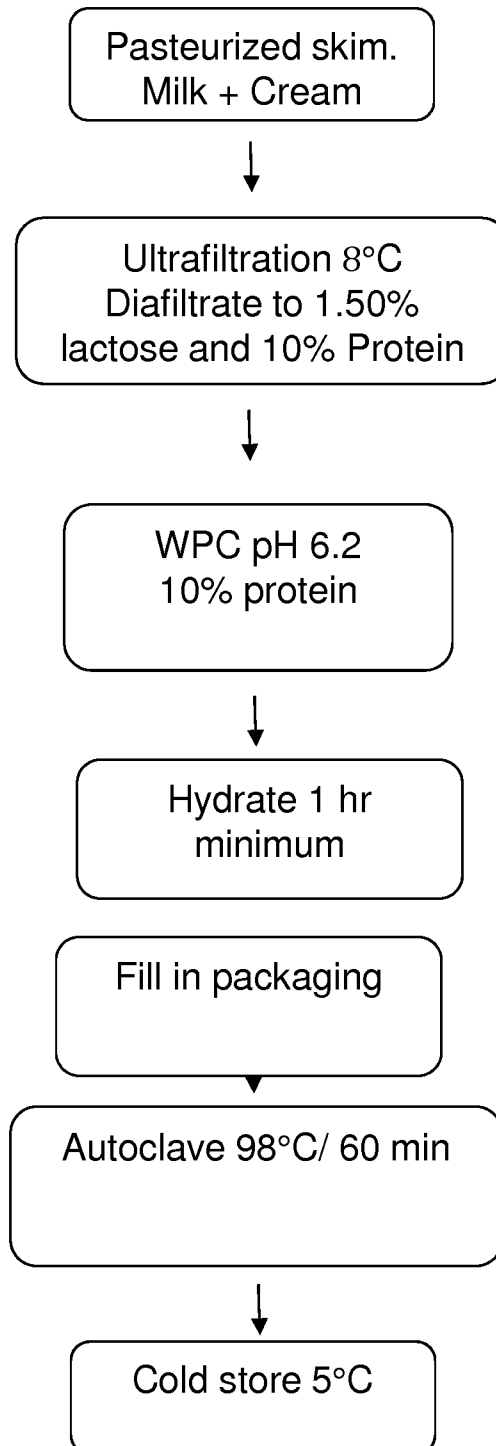 Pasteurized skim.
Milk + Cream
Ultrafiltration 8°C
Diafiltrate to 1.50%
lactose and 10% Protein
WPC pH 6.2
10% protein
Hydrate 1 hr
minimum
Fill in packaging
Autoclave 98°C/ 60 min
Cold store 5°C